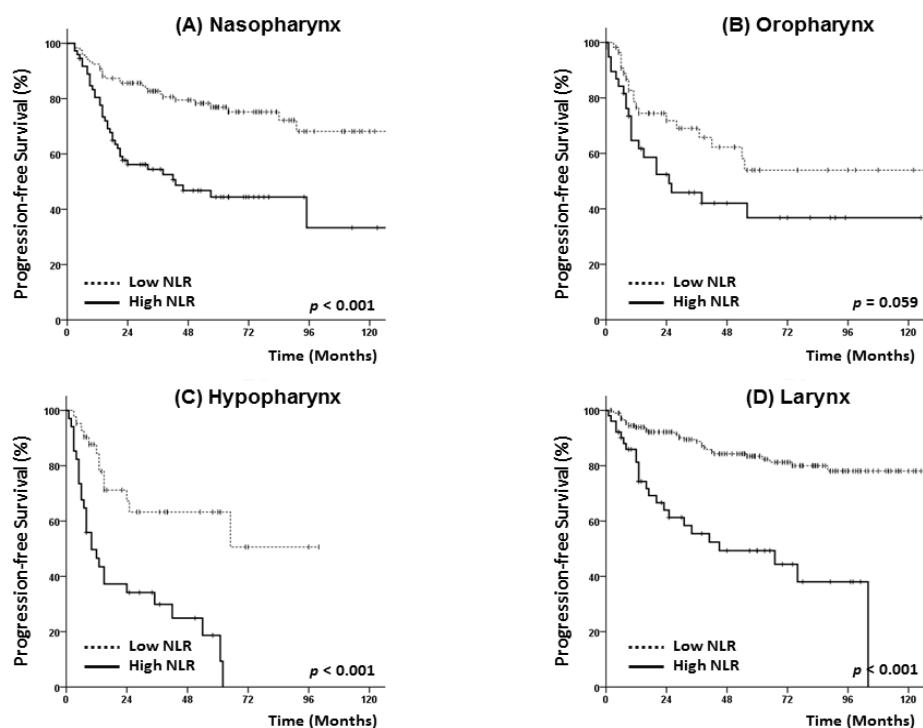 (A) Nasopharynx
Progression-free Survival (%)
100
80
60
40
20
0
Low NLR
High NLR
p < 0.001
0 24 48 72 96 120
Time (Months)
(B) Oropharynx
Progression-free Survival (%)
100
80
60
40
20
0
Low NLR
High NLR
p = 0.059
0 24 48 72 96 120
Time (Months)
(C) Hypopharynx
Progression-free Survival (%)
100
80
60
40
20
0
Low NLR
High NLR
p < 0.001
0 24 48 72 96 120
Time (Months)
(D) Larynx
Progression-free Survival (%)
100
80
60
40
20
0
Low NLR
High NLR
p < 0.001
0 24 48 72 96 120
Time (Months)